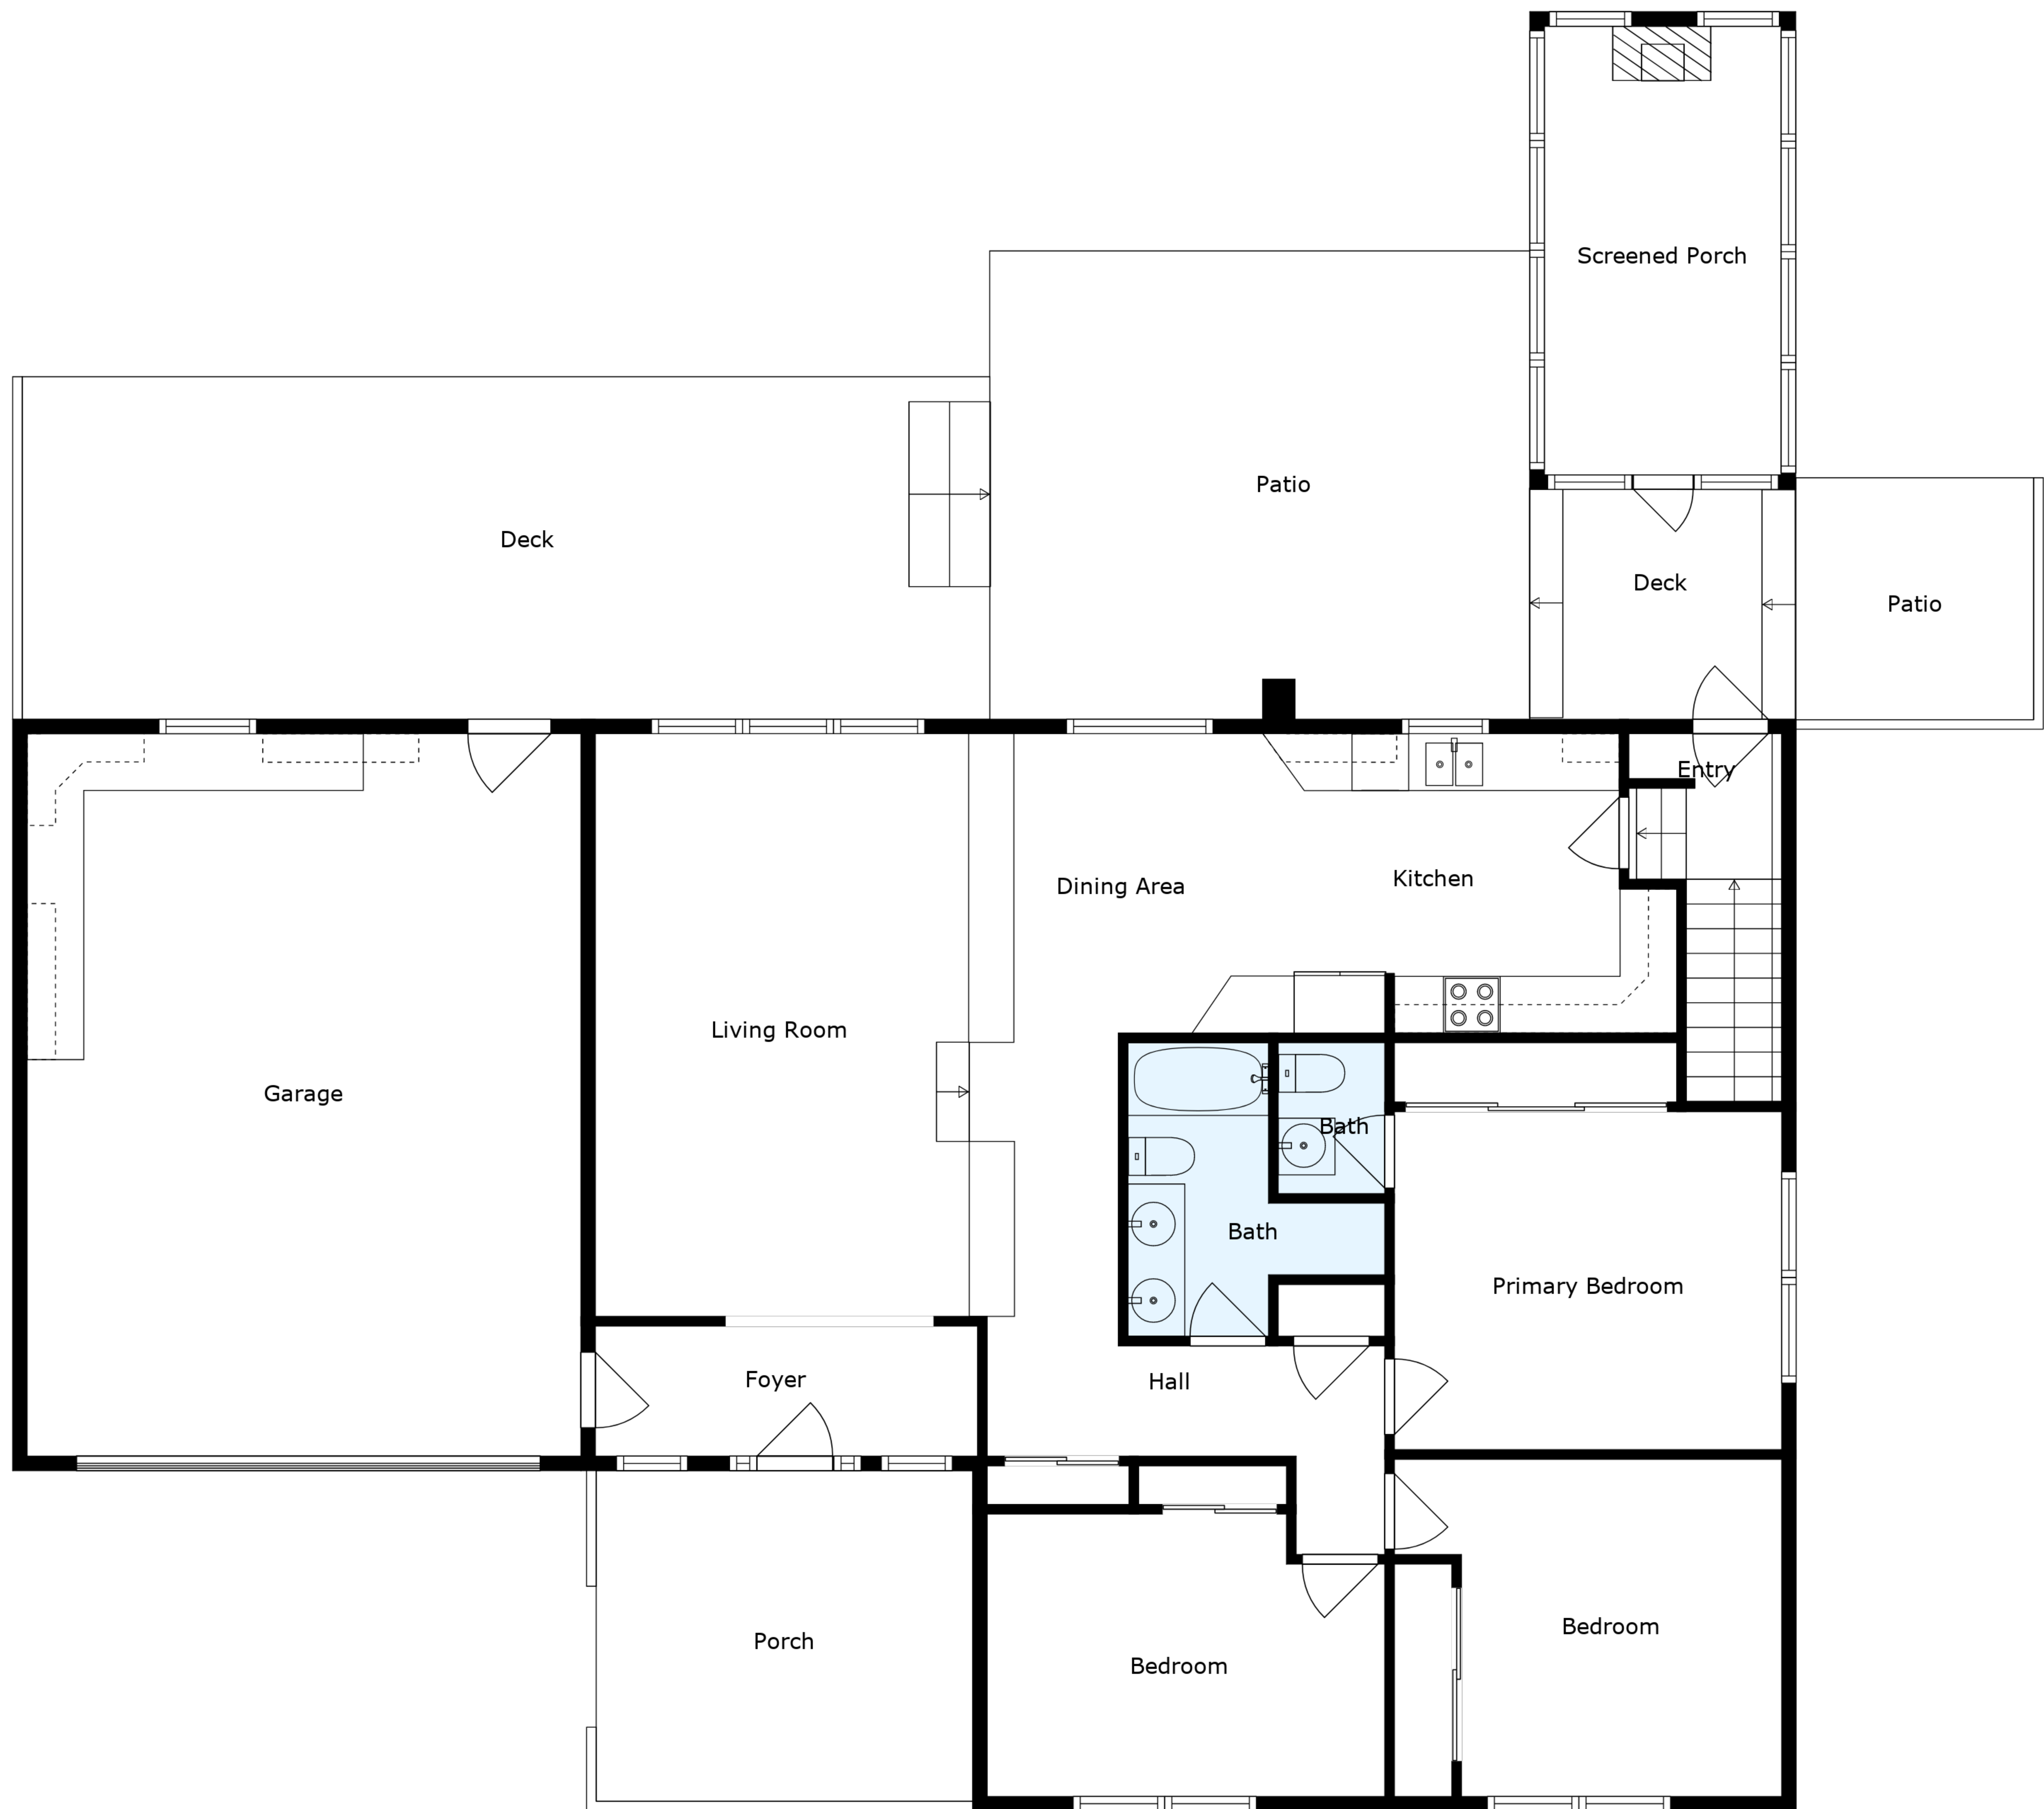 Screened Porch
Patio
Deck
Deck
Patio
Entry
Kitchen
Dining Area
Living Room
Garage
Bath
Bath
Primary Bedroom
Foyer
Hall
Bedroom
Porch
Bedroom